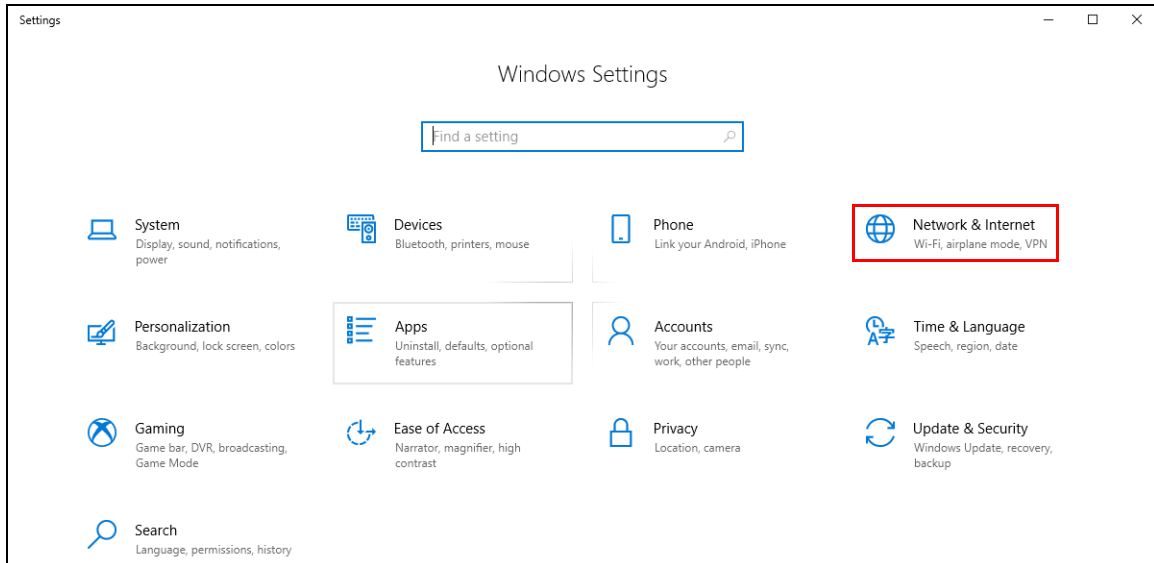 Settings
Windows Settings
Find a setting
System
Display, sound, notifications,
power
Devices
Bluetooth, printers, mouse
Phone
Link your Android, iPhone
Network & Internet
Wi-Fi, airplane mode, VPN
Personalization
Background, lock screen, colors
Apps
Uninstall, defaults, optional
features
Accounts
Your accounts, email, sync,
work, other people
Time & Language
Speech, region, date
Gaming
Game bar, DVR, broadcasting,
Game Mode
Ease of Access
Narrator, magnifier, high
contrast
Privacy
Location, camera
Update & Security
Windows Update, recovery,
backup
Search
Language, permissions, history